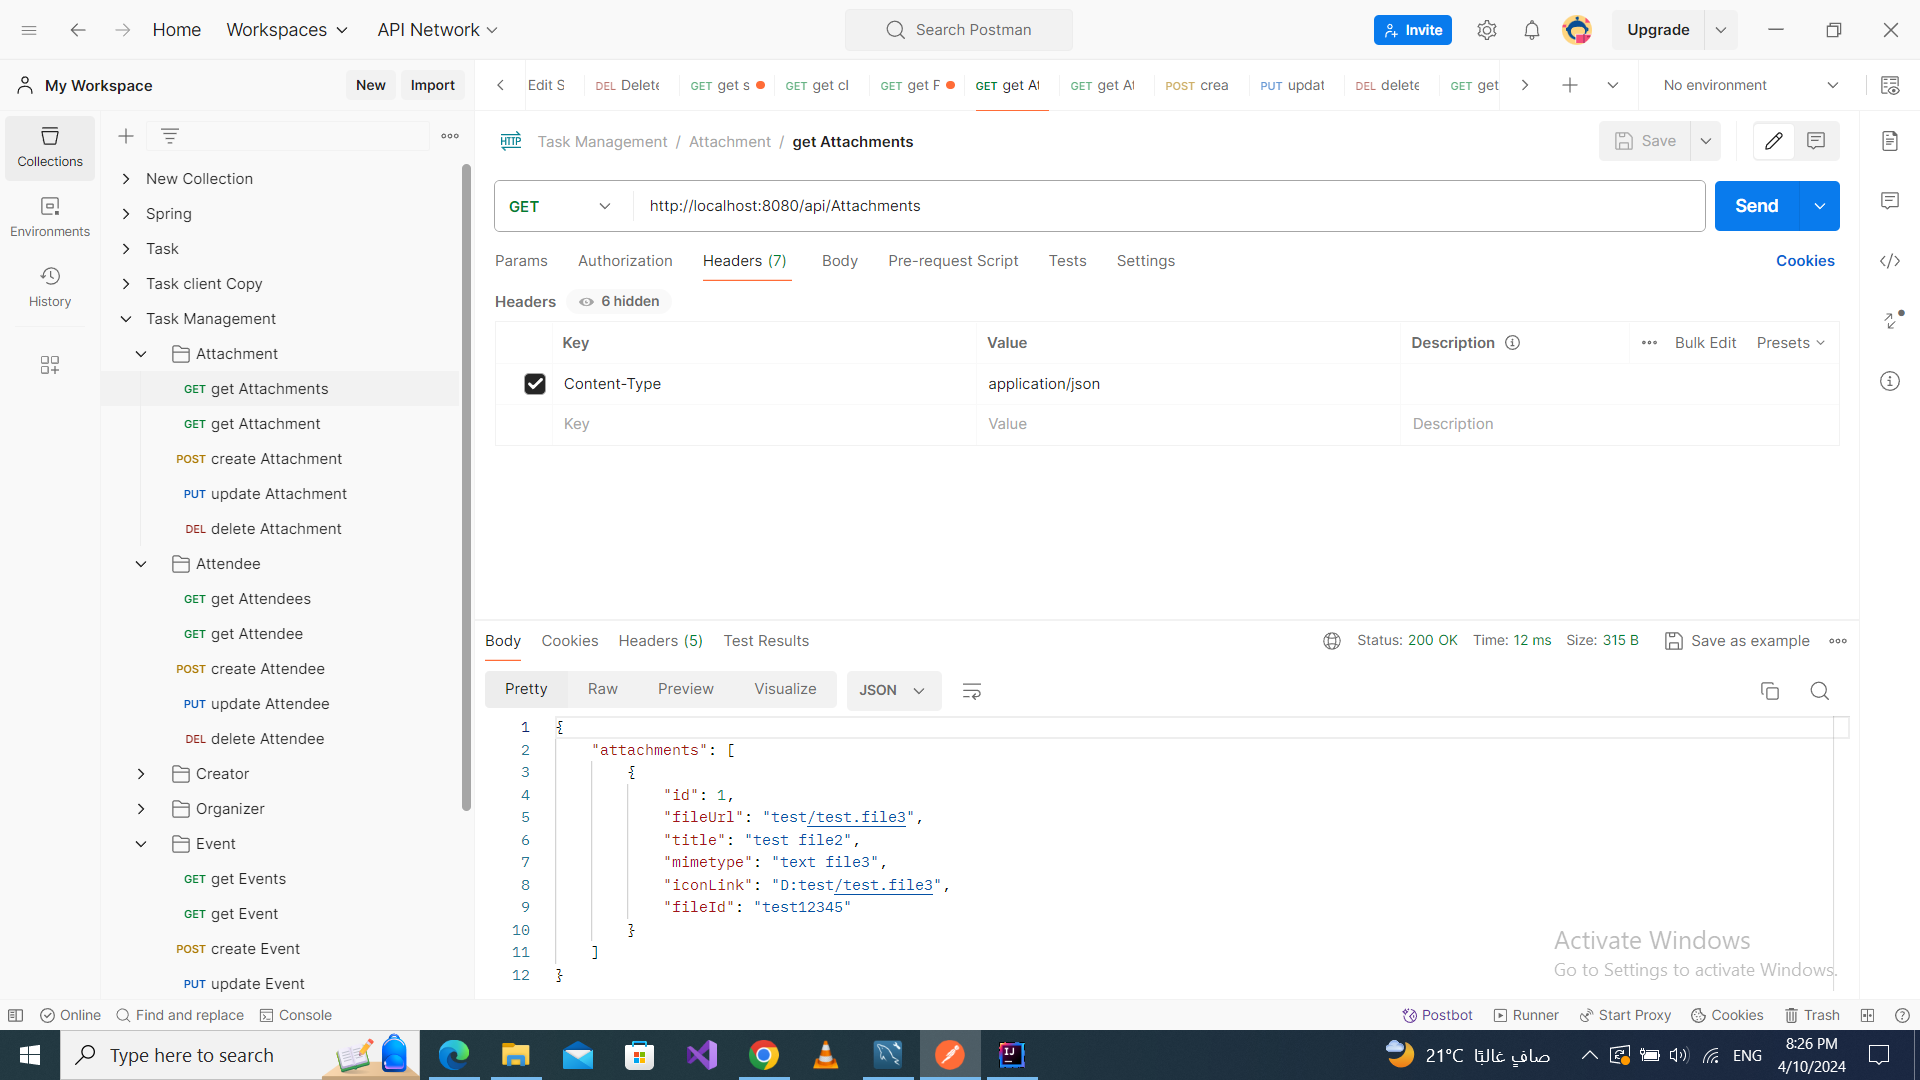 Home Workspaces API Network Search Postman Invite Upgrade
My Workspace New Import Edit S DEL Delete GET get s GET get cl GET get P GET get At GET get At POST crea PUT updat DEL delete GET get No environment
Collections
Environments
History
New Collection
Spring
Task
Task client Copy
Task Management
Attachment
GET get Attachments
GET get Attachment
POST create Attachment
PUT update Attachment
DEL delete Attachment
Attendee
GET get Attendees
GET get Attendee
POST create Attendee
PUT update Attendee
DEL delete Attendee
Creator
Organizer
Event
GET get Events
GET get Event
POST create Event
PUT update Event
HTTP Task Management / Attachment / get Attachments Save
GET http://localhost:8080/api/Attachments Send
Params Authorization Headers (7) Body Pre-request Script Tests Settings Cookies
Headers 6 hidden
Key Value Description Bulk Edit Presets
Content-Type application/json
Key Value Description
Body Cookies Headers (5) Test Results Status: 200 OK Time: 12 ms Size: 315 B Save as example
Pretty Raw Preview Visualize JSON
1 {
2 "attachments": [
3 {
4 "id": 1,
5 "fileUrl": "test/test.file3",
6 "title": "test file2",
7 "mimetype": "text file3",
8 "iconLink": "D:test/test.file3",
9 "fileId": "test12345"
10 }
11 ]
12 }
Activate Windows
Go to Settings to activate Windows.
Online Find and replace Console Postbot Runner Start Proxy Cookies Trash
Type here to search 21°C صافٍ غالبًا ENG 8:26 PM
4/10/2024